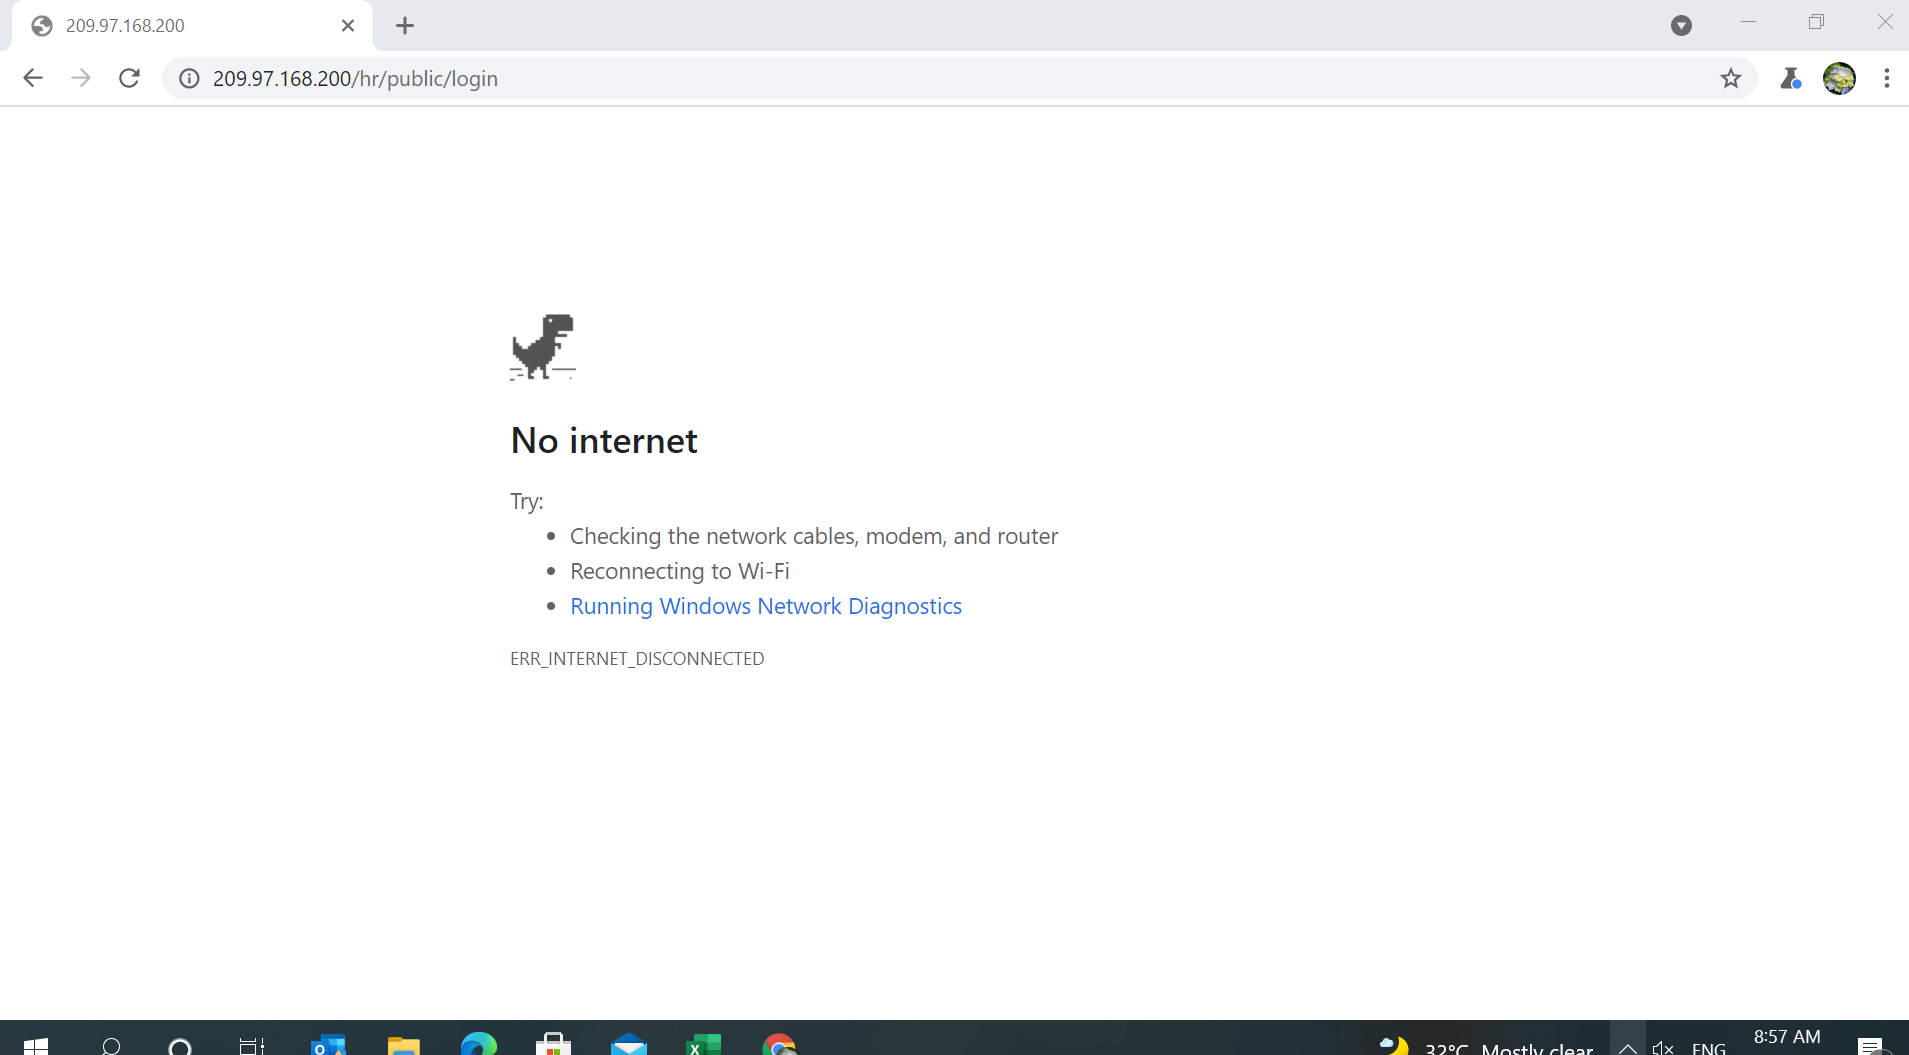 209.97.168.200
209.97.168.200/hr/public/login
No internet
Try:
• Checking the network cables, modem, and router
• Reconnecting to Wi-Fi
• Running Windows Network Diagnostics
ERR_INTERNET_DISCONNECTED
32°C Mostly clear
ENG
8:57 AM